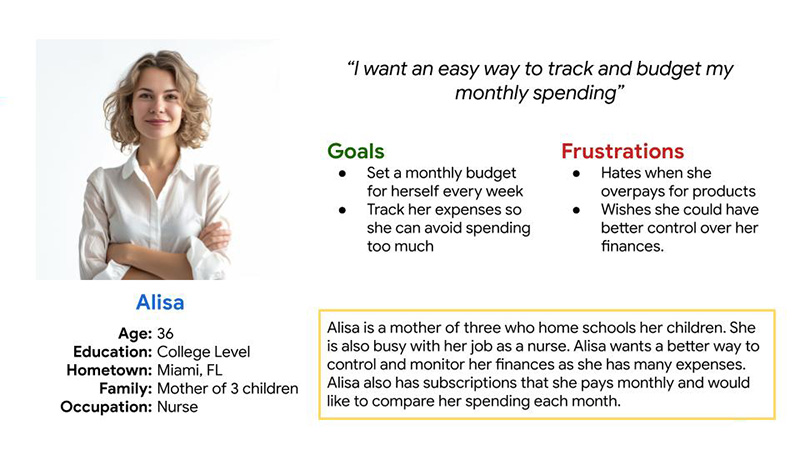 “I want an easy way to track and budget my
monthly spending”
Goals
● Set a monthly budget
for herself every week
● Track her expenses so
she can avoid spending
too much
Frustrations
● Hates when she
overpays for products
● Wishes she could have
better control over her
finances.
Alisa
Age: 36
Education: College Level
Hometown: Miami, FL
Family: Mother of 3 children
Occupation: Nurse
Alisa is a mother of three who home schools her children. She
is also busy with her job as a nurse. Alisa wants a better way to
control and monitor her finances as she has many expenses.
Alisa also has subscriptions that she pays monthly and would
like to compare her spending each month.